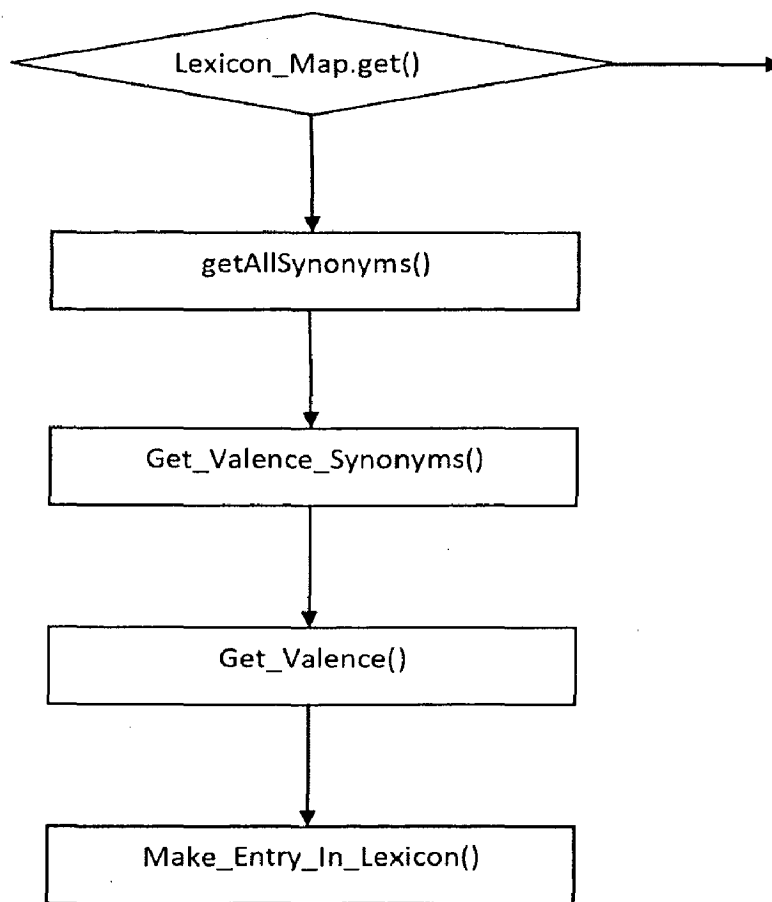 Lexicon_Map.get()
getAllSynonyms()
Get_Valence_Synonyms()
Get_Valence()
Make_Entry_In_Lexicon()